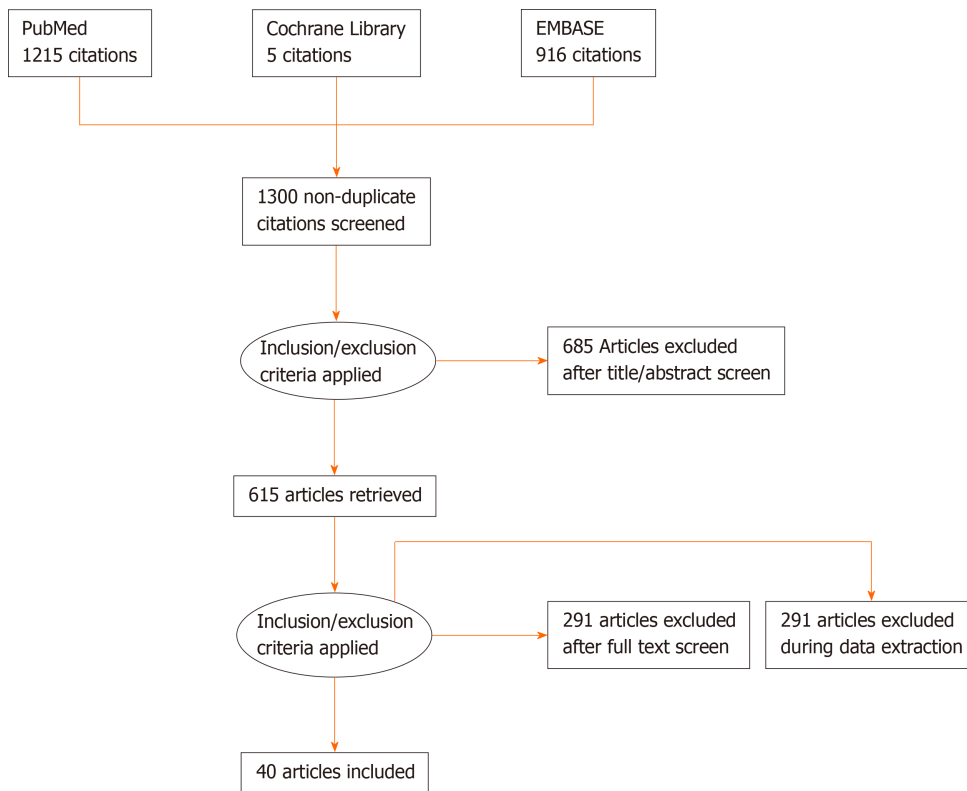 PubMed
1215 citations
Cochrane Library
5 citations
EMBASE
916 citations
1300 non-duplicate
citations screened
Inclusion/exclusion
criteria applied
685 Articles excluded
after title/abstract screen
615 articles retrieved
Inclusion/exclusion
criteria applied
291 articles excluded
after full text screen
291 articles excluded
during data extraction
40 articles included